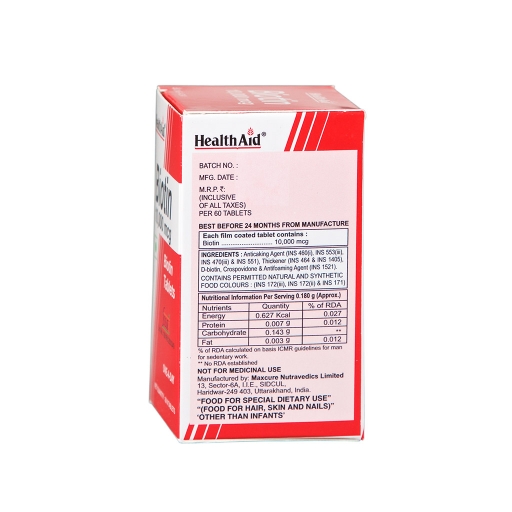 Biotin
10,000 mcg
HealthAid®
BATCH NO. :
MFG. DATE :
M.R.P. ₹:
(INCLUSIVE
OF ALL TAXES)
PER 60 TABLETS
BEST BEFORE 24 MONTHS FROM MANUFACTURE
Each film coated tablet contains :
Biotin ........................ 10,000 mcg
INGREDIENTS : Anticaking Agent (INS 460(i), INS 553(iii),
INS 470(iii) & INS 551), Thickener (INS 464 & INS 1405),
D-biotin, Crospovidone & Antifoaming Agent (INS 1521).
CONTAINS PERMITTED NATURAL AND SYNTHETIC
FOOD COLOURS : (INS 172(iii), INS 172(ii) & INS 171)
Nutritional Information Per Serving 0.180 g (Approx.)
Nutrients Quantity % of RDA
Energy 0.627 Kcal 0.027
Protein 0.007 g 0.012
Carbohydrate 0.143 g **
Fat 0.003 g 0.012
% of RDA calculated on basis ICMR guidelines for man
for sedentary work.
** No RDA established
NOT FOR MEDICINAL USE
Manufactured by: Maxcure Nutravedics Limited
13, Sector-6A, I.I.E., SIDCUL,
Haridwar-249 403, Uttarakhand, India.
"FOOD FOR SPECIAL DIETARY USE"
"(FOOD FOR HAIR, SKIN AND NAILS)"
'OTHER THAN INFANTS'
Biotin
10,000 mcg
Biotin
Tablets